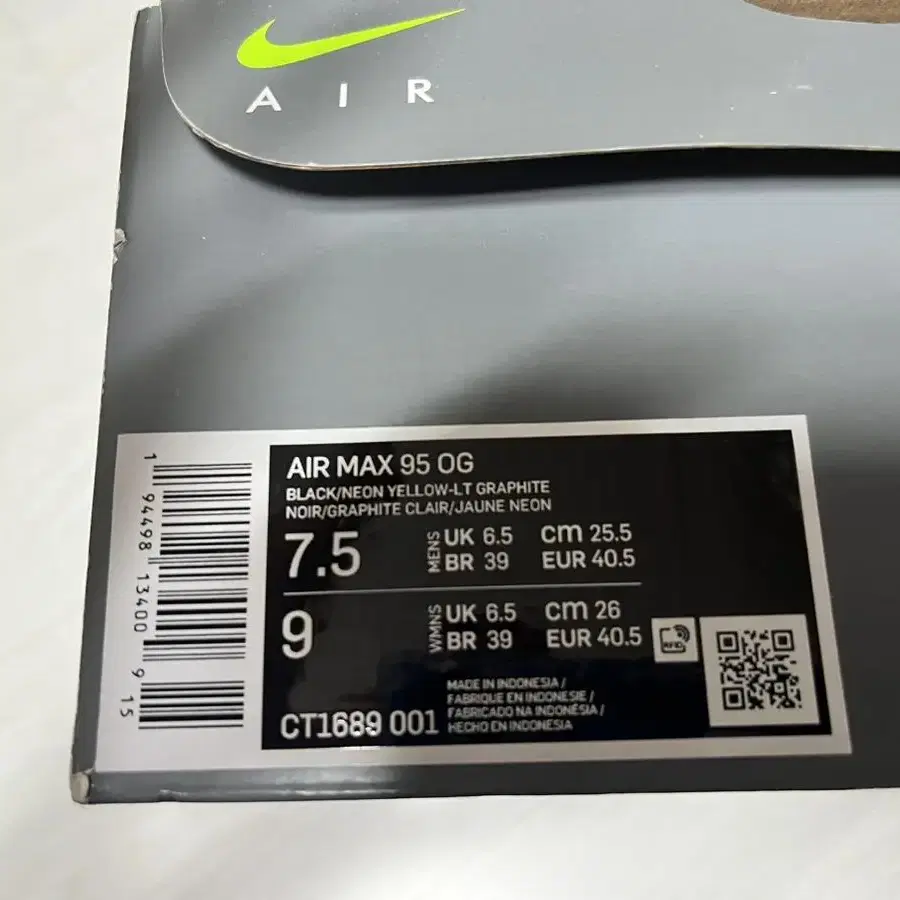 AIR
AIR MAX 95 OG
BLACK/NEON YELLOW-LT GRAPHITE
NOIR/GRAPHITE CLAIR/JAUNE NEON
7.5 MENS UK 6.5 cm 25.5
BR 39 EUR 40.5
9 WMNS UK 6.5 cm 26
BR 39 EUR 40.5
RFID
CT1689 001
MADE IN INDONESIA /
FABRIQUE EN INDONESIE /
FABRICADO NA INDONÉSIA /
HECHO EN INDONESIA
1 94498 13400 9 15